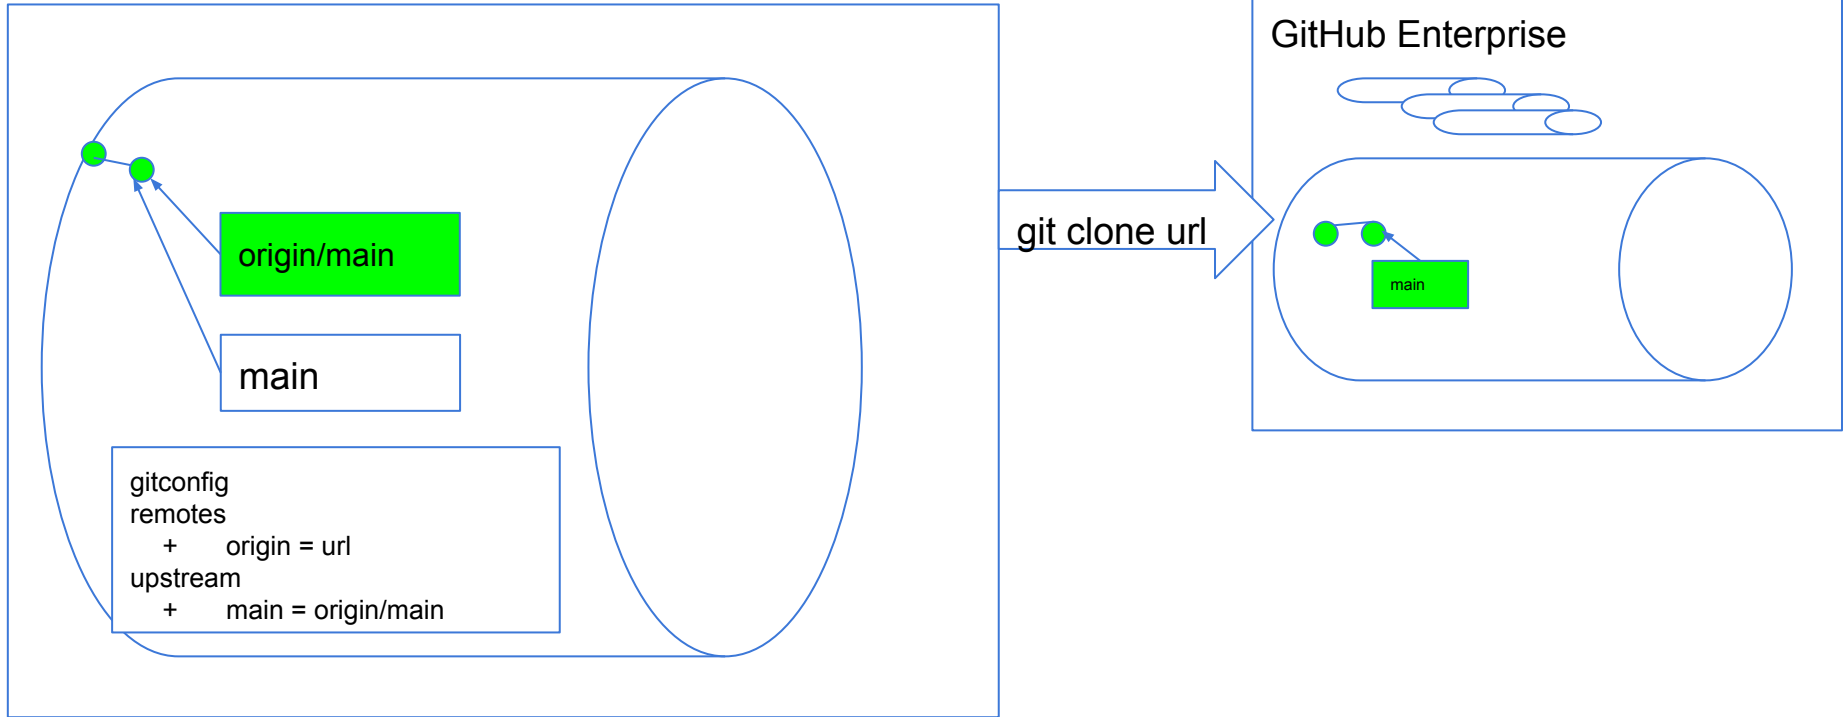 GitHub Enterprise
origin/main
main
git clone url
main
gitconfig
remotes
+ origin = url
upstream
+ main = origin/main